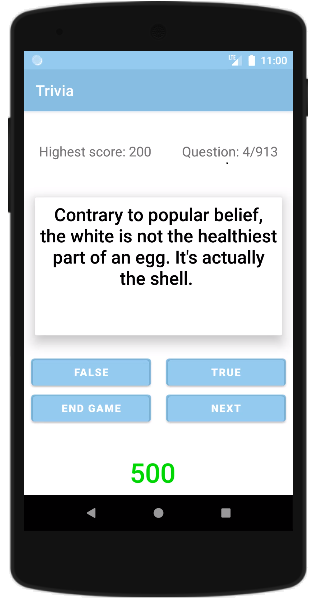 LTE 11:00
Trivia
Highest score: 200 Question: 4/913
Contrary to popular belief,
the white is not the healthiest
part of an egg. It's actually
the shell.
FALSE TRUE
END GAME NEXT
500